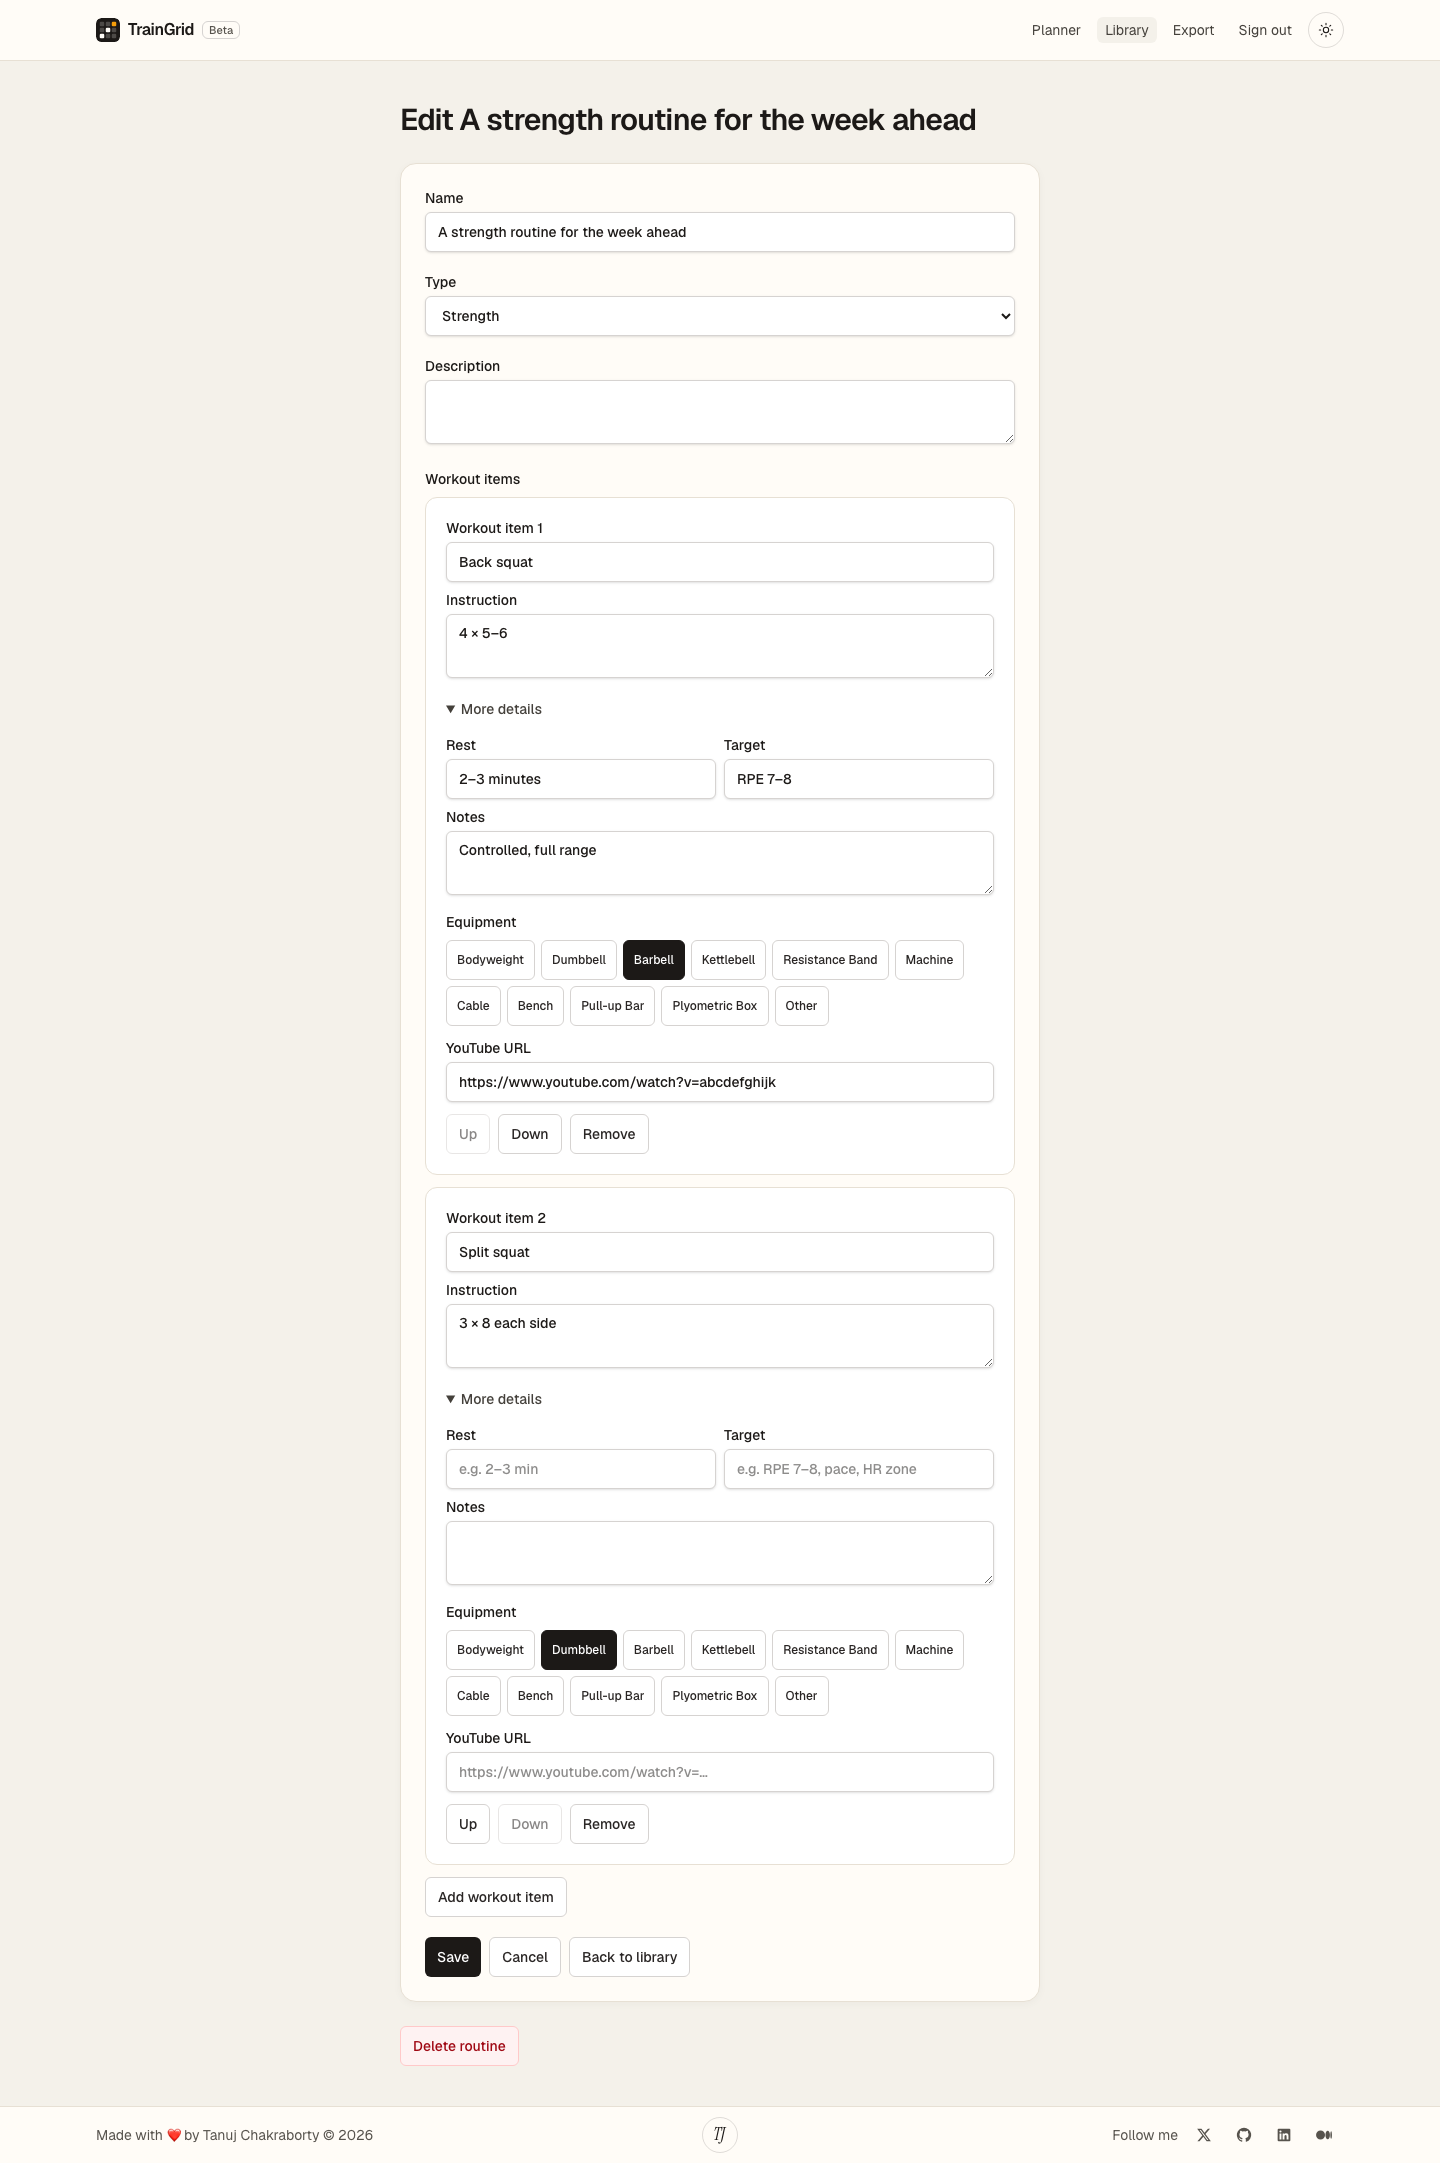 TrainGrid Beta Planner Library Export Sign out
Edit A strength routine for the week ahead
Name
A strength routine for the week ahead
Type
Strength
Description
Workout items
Workout item 1
Back squat
Instruction
4 × 5–6
▼ More details
Rest Target
2–3 minutes RPE 7–8
Notes
Controlled, full range
Equipment
Bodyweight Dumbbell Barbell Kettlebell Resistance Band Machine
Cable Bench Pull-up Bar Plyometric Box Other
YouTube URL
https://www.youtube.com/watch?v=abcdefghijk
Up Down Remove
Workout item 2
Split squat
Instruction
3 × 8 each side
▼ More details
Rest Target
e.g. 2–3 min e.g. RPE 7–8, pace, HR zone
Notes
Equipment
Bodyweight Dumbbell Barbell Kettlebell Resistance Band Machine
Cable Bench Pull-up Bar Plyometric Box Other
YouTube URL
https://www.youtube.com/watch?v=...
Up Down Remove
Add workout item
Save Cancel Back to library
Delete routine
Made with ❤️ by Tanuj Chakraborty © 2026 TJ Follow me